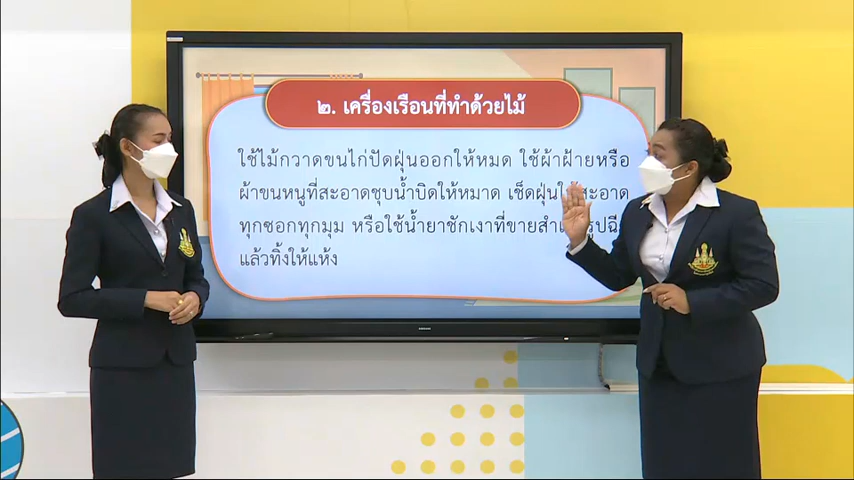 ๒. เครื่องเรือนที่ทำด้วยไม้
ใช้ไม้กวาดขนไก่ปัดฝุ่นออกให้หมด ใช้ผ้าฝ้ายหรือ
ผ้าขนหนูที่สะอาดชุบน้ำบิดให้หมาด เช็ดฝุ่นให้สะอาด
ทุกซอกทุกมุม หรือใช้น้ำยาชักเงาที่ขาย
แล้วทิ้งให้แห้ง